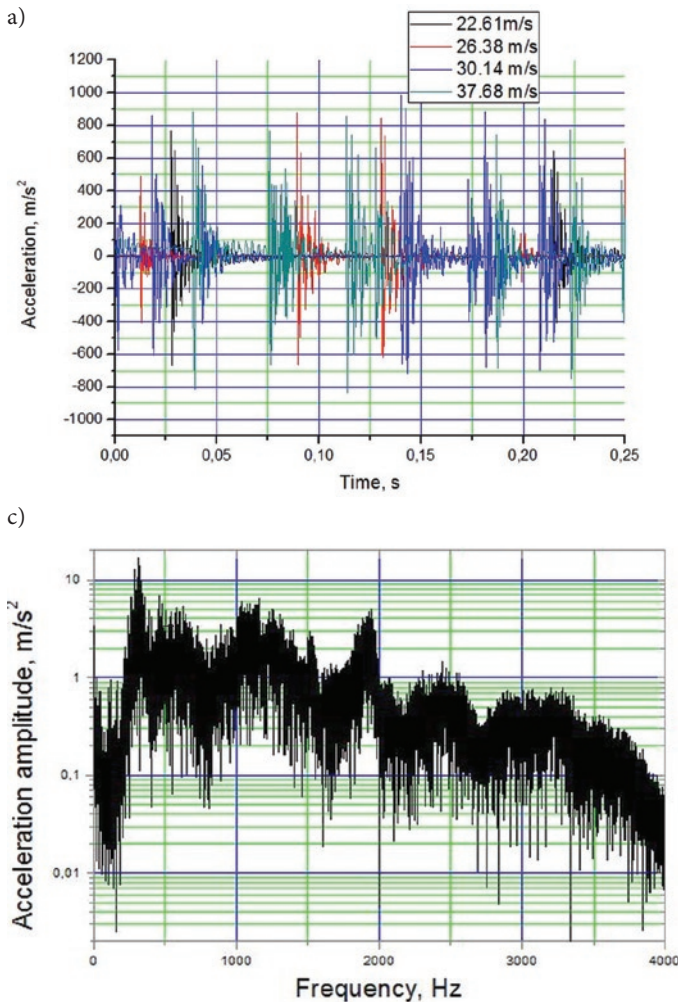 a)
22.61m/s
26.38 m/s
30.14 m/s
37.68 m/s
1200
1000
800
600
400
200
0
-200
-400
-600
-800
-1000
Acceleration, m/s²
0,00 0,05 0,10 0,15 0,20 0,25
Time, s
c)
10
1
0.1
0,01
Acceleration amplitude, m/s²
0 1000 2000 3000 4000
Frequency, Hz